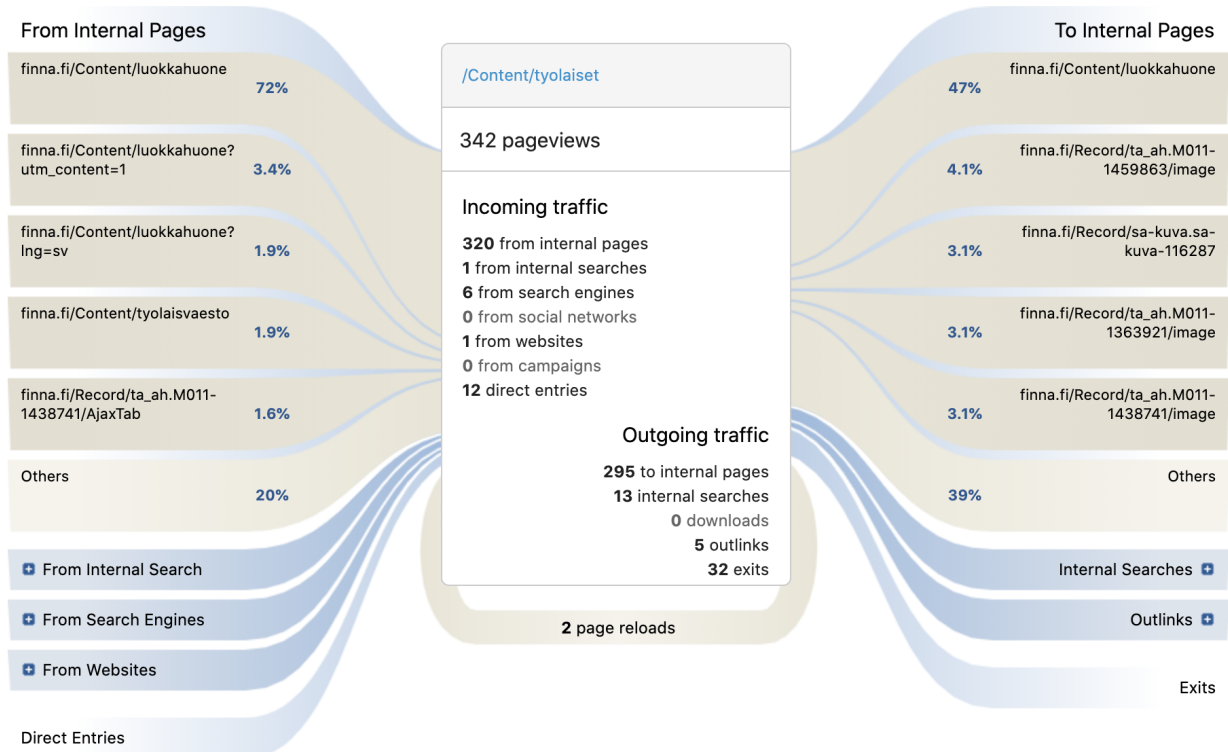 From Internal Pages
finna.fi/Content/luokkahuone
72%
finna.fi/Content/luokkahuone?
utm_content=1
3.4%
finna.fi/Content/luokkahuone?
lng=sv
1.9%
finna.fi/Content/tyolaisvaesto
1.9%
finna.fi/Record/ta_ah.M011-
1438741/AjaxTab
1.6%
Others
20%
From Internal Search
From Search Engines
From Websites
Direct Entries
/Content/tyolaiset
342 pageviews
Incoming traffic
320 from internal pages
1 from internal searches
6 from search engines
0 from social networks
1 from websites
0 from campaigns
12 direct entries
Outgoing traffic
295 to internal pages
13 internal searches
0 downloads
5 outlinks
32 exits
2 page reloads
To Internal Pages
finna.fi/Content/luokkahuone
47%
finna.fi/Record/ta_ah.M011-
1459863/image
4.1%
finna.fi/Record/sa-kuva.sa-
kuva-116287
3.1%
finna.fi/Record/ta_ah.M011-
1363921/image
3.1%
finna.fi/Record/ta_ah.M011-
1438741/image
3.1%
Others
39%
Internal Searches
Outlinks
Exits